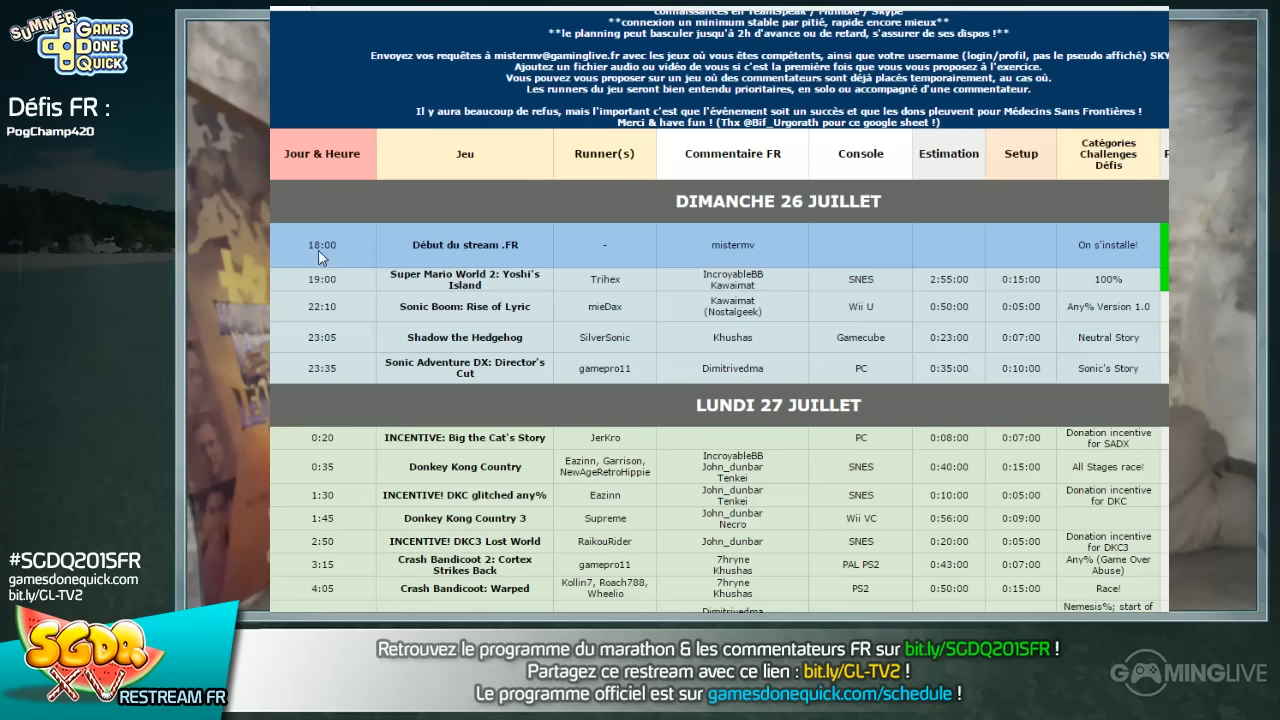 SUMMER
GAMES
DONE
QUICK
Défis FR :
PogChamp420
connaissances en TeamSpeak / Mumble / Skype
**connexion un minimum stable par pitié, rapide encore mieux**
**le planning peut basculer jusqu'à 2h d'avance ou de retard, s'assurer de ses dispos !**
Envoyez vos requêtes à mistermv@gaminglive.fr avec les jeux où vous êtes compétents, ainsi que votre username (login/profil, pas le pseudo affiché) SKY
Ajoutez un fichier audio ou vidéo de vous si c'est la première fois que vous vous proposez à l'exercice.
Vous pouvez vous proposer sur un jeu où des commentateurs sont déjà placés temporairement, au cas où.
Les runners du jeu seront bien entendu prioritaires, en solo ou accompagné d'une commentateur.
Il y aura beaucoup de refus, mais l'important c'est que l'événement soit un succès et que les dons pleuvent pour Médecins Sans Frontières !
Merci & have fun ! (Thx @Bif_Urgorath pour ce google sheet !)
Jour & Heure Jeu Runner(s) Commentaire FR Console Estimation Setup Catégories Challenges Défis
DIMANCHE 26 JUILLET
18:00 Début du stream .FR - mistermv On s'installe!
19:00 Super Mario World 2: Yoshi's Island Trihex IncroyableBB Kawaimat SNES 2:55:00 0:15:00 100%
22:10 Sonic Boom: Rise of Lyric mieDax Kawaimat (Nostalgeek) Wii U 0:50:00 0:05:00 Any% Version 1.0
23:05 Shadow the Hedgehog SilverSonic Khushas Gamecube 0:23:00 0:07:00 Neutral Story
23:35 Sonic Adventure DX: Director's Cut gamepro11 Dimitrivedma PC 0:35:00 0:10:00 Sonic's Story
LUNDI 27 JUILLET
0:20 INCENTIVE: Big the Cat's Story JerKro PC 0:08:00 0:07:00 Donation incentive for SADX
0:35 Donkey Kong Country Eazinn, Garrison, NewAgeRetroHippie IncroyableBB John_dunbar Tenkei SNES 0:40:00 0:15:00 All Stages race!
1:30 INCENTIVE! DKC glitched any% Eazinn John_dunbar Tenkei SNES 0:10:00 0:05:00 Donation incentive for DKC
1:45 Donkey Kong Country 3 Supreme John_dunbar Necro Wii VC 0:56:00 0:09:00
2:50 INCENTIVE! DKC3 Lost World RaikouRider John_dunbar SNES 0:20:00 0:05:00 Donation incentive for DKC3
3:15 Crash Bandicoot 2: Cortex Strikes Back gamepro11 7hryne Khushas PAL PS2 0:43:00 0:07:00 Any% (Game Over Abuse)
4:05 Crash Bandicoot: Warped Kollin7, Roach788, Wheelio 7hryne Khushas PS2 0:50:00 0:15:00 Race!
Dimitrivedma Nemesis%; start of
#SGDQ2015FR
gamesdonequick.com
bit.ly/GL-TV2
SGDQ
XV
RESTREAM FR
Retrouvez le programme du marathon & les commentateurs FR sur bit.ly/SGDQ2015FR !
Partagez ce restream avec ce lien : bit.ly/GL-TV2 !
Le programme officiel est sur gamesdonequick.com/schedule !
GAMINGLIVE